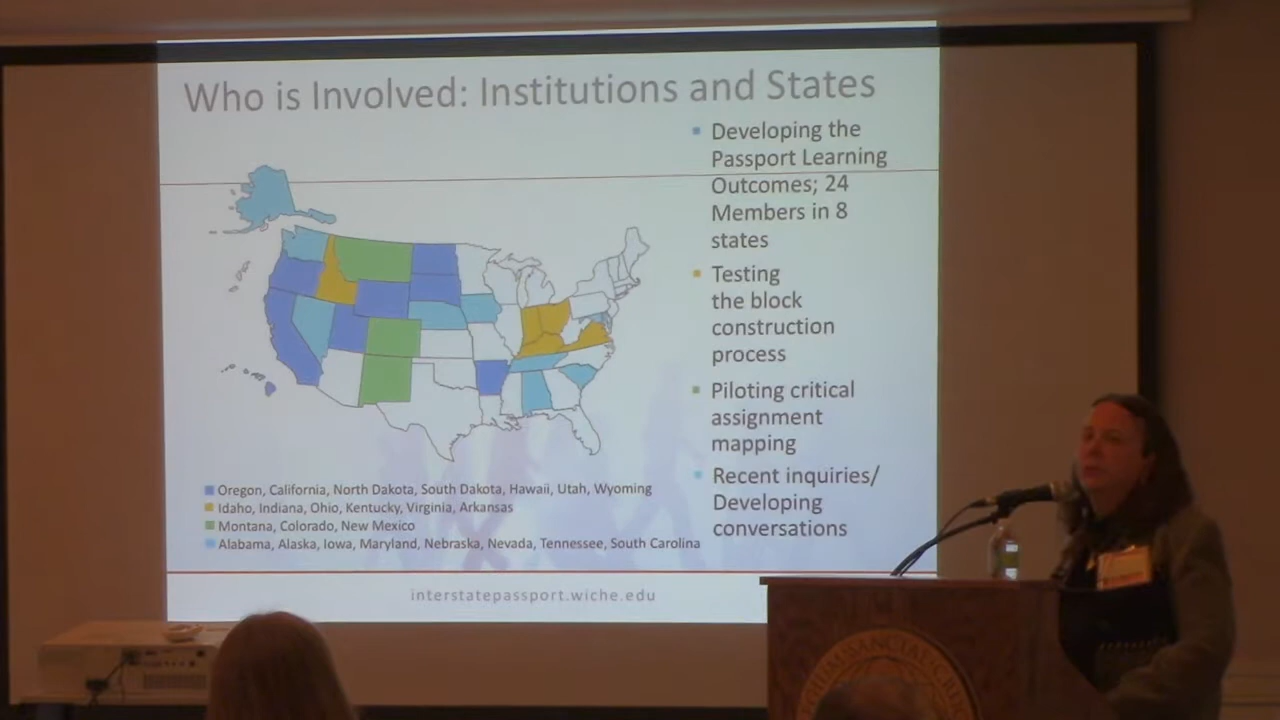 Who is Involved: Institutions and States
Developing the
Passport Learning
Outcomes; 24
Members in 8
states
Testing
the block
construction
process
Piloting critical
assignment
mapping
Recent inquiries/
Developing
conversations
Oregon, California, North Dakota, South Dakota, Hawaii, Utah, Wyoming
Idaho, Indiana, Ohio, Kentucky, Virginia, Arkansas
Montana, Colorado, New Mexico
Alabama, Alaska, Iowa, Maryland, Nebraska, Nevada, Tennessee, South Carolina
interstatepassport.wiche.edu